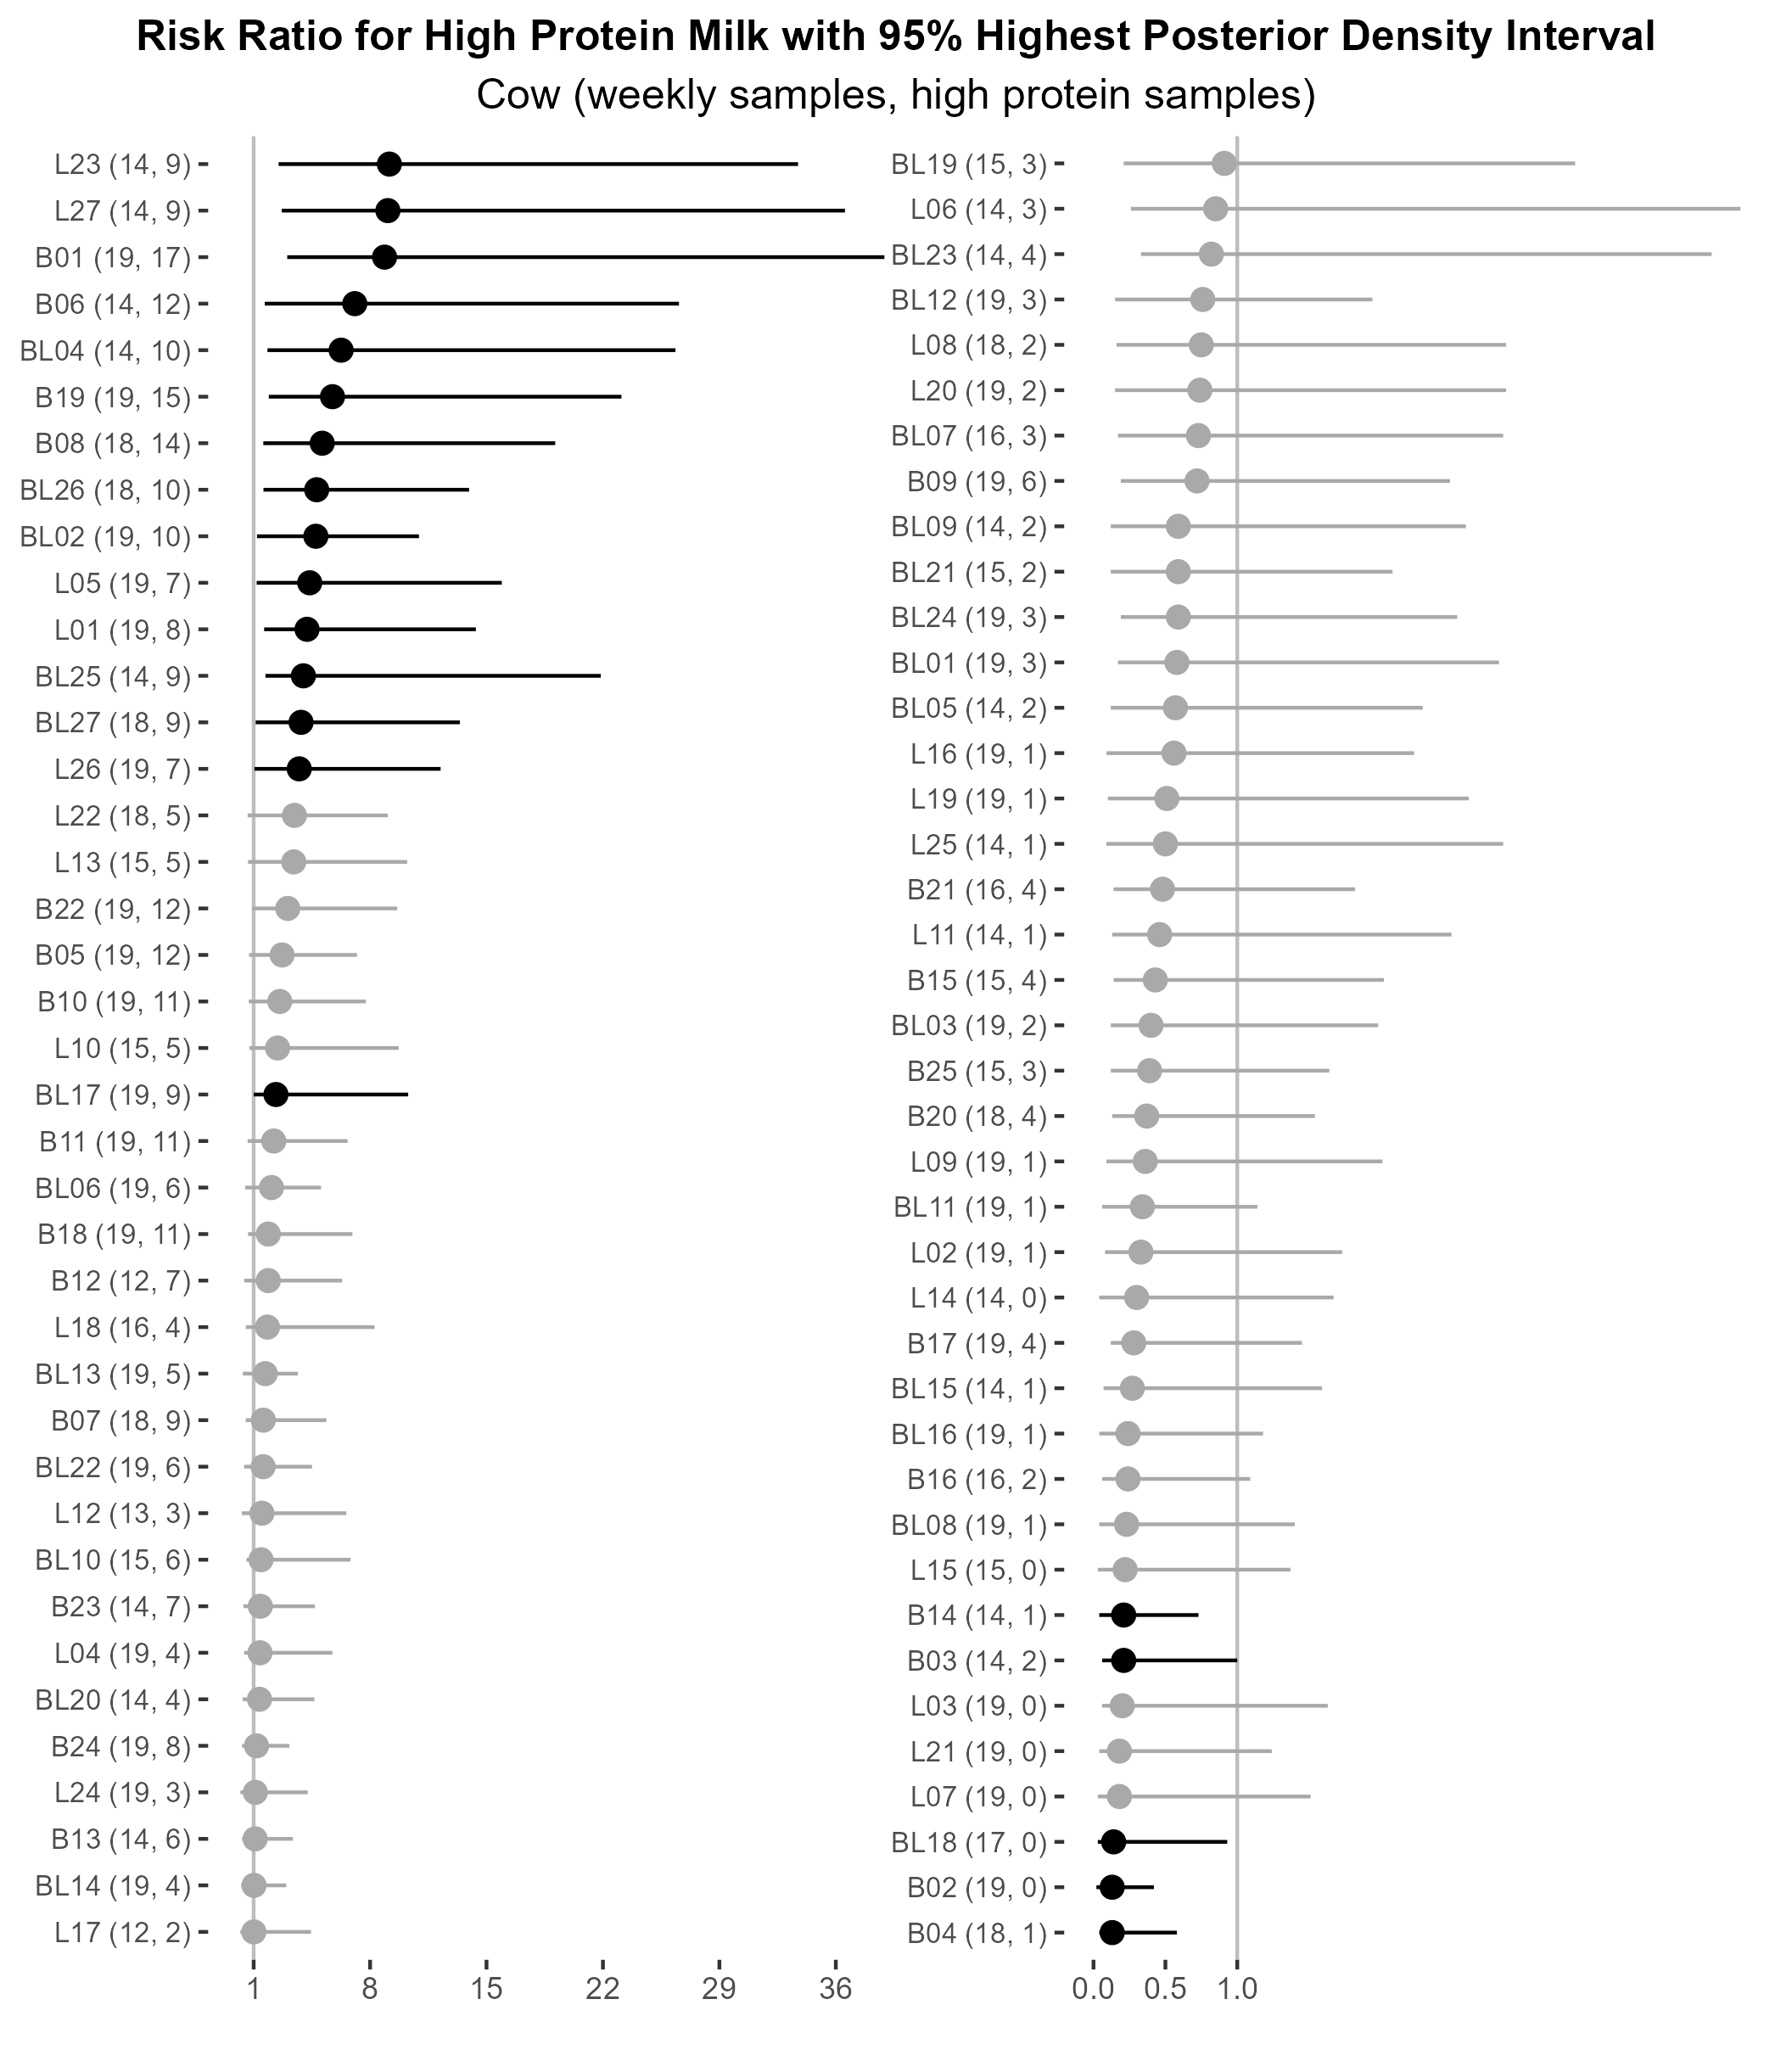 Risk Ratio for High Protein Milk with 95% Highest Posterior Density Interval
Cow (weekly samples, high protein samples)
L23 (14, 9)
L27 (14, 9)
B01 (19, 17)
B06 (14, 12)
BL04 (14, 10)
B19 (19, 15)
B08 (18, 14)
BL26 (18, 10)
BL02 (19, 10)
L05 (19, 7)
L01 (19, 8)
BL25 (14, 9)
BL27 (18, 9)
L26 (19, 7)
L22 (18, 5)
L13 (15, 5)
B22 (19, 12)
B05 (19, 12)
B10 (19, 11)
L10 (15, 5)
BL17 (19, 9)
B11 (19, 11)
BL06 (19, 6)
B18 (19, 11)
B12 (12, 7)
L18 (16, 4)
BL13 (19, 5)
B07 (18, 9)
BL22 (19, 6)
L12 (13, 3)
BL10 (15, 6)
B23 (14, 7)
L04 (19, 4)
BL20 (14, 4)
B24 (19, 8)
L24 (19, 3)
B13 (14, 6)
BL14 (19, 4)
L17 (12, 2)
1 8 15 22 29 36
BL19 (15, 3)
L06 (14, 3)
BL23 (14, 4)
BL12 (19, 3)
L08 (18, 2)
L20 (19, 2)
BL07 (16, 3)
B09 (19, 6)
BL09 (14, 2)
BL21 (15, 2)
BL24 (19, 3)
BL01 (19, 3)
BL05 (14, 2)
L16 (19, 1)
L19 (19, 1)
L25 (14, 1)
B21 (16, 4)
L11 (14, 1)
B15 (15, 4)
BL03 (19, 2)
B25 (15, 3)
B20 (18, 4)
L09 (19, 1)
BL11 (19, 1)
L02 (19, 1)
L14 (14, 0)
B17 (19, 4)
BL15 (14, 1)
BL16 (19, 1)
B16 (16, 2)
BL08 (19, 1)
L15 (15, 0)
B14 (14, 1)
B03 (14, 2)
L03 (19, 0)
L21 (19, 0)
L07 (19, 0)
BL18 (17, 0)
B02 (19, 0)
B04 (18, 1)
0.0 0.5 1.0